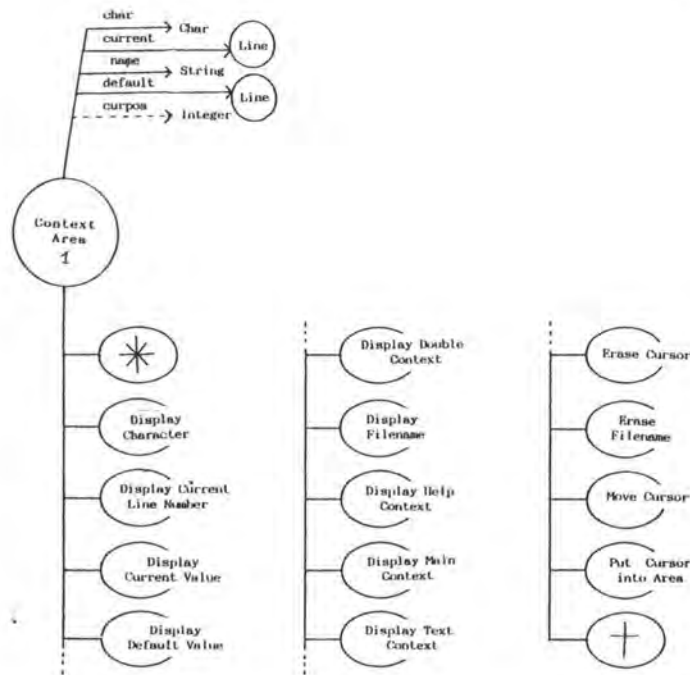 char
Char
current
Line
name
String
default
Line
curpos
Integer
Context
Area
1
Display
Character
Display Current
Line Number
Display
Current Value
Display
Default Value
Display Double
Context
Display
Filename
Display Help
Context
Display Main
Context
Display Text
Context
Erase Cursor
Erase
Filename
Move Cursor
Put Cursor
into Area